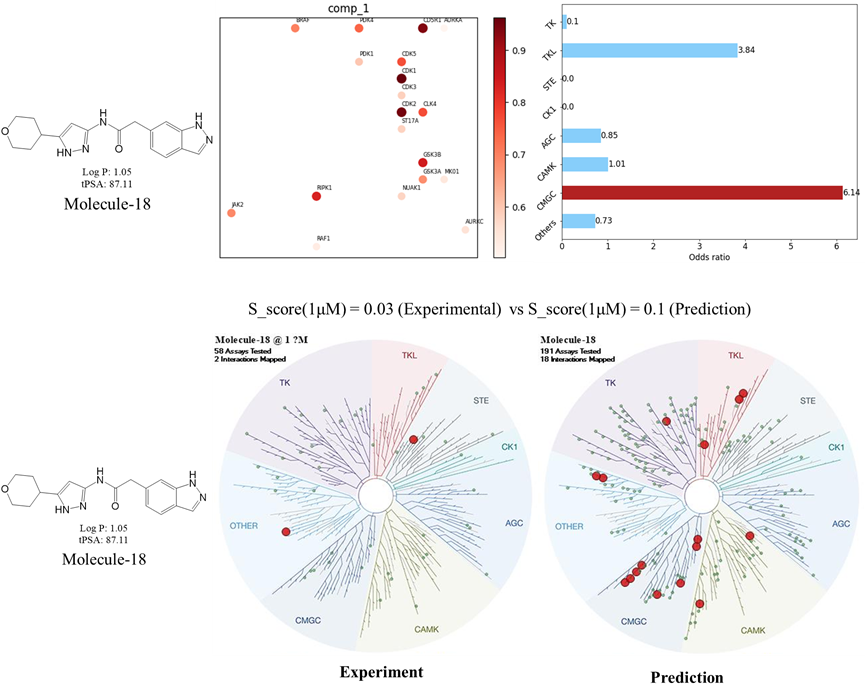 comp_1
BRAF
PDK4
CDSR1
AURKA
PDK1
CDK5
CDK1
CDK3
CDK2
CLK4
ST17A
GSK3B
GSK3A
MK01
RIPK1
NUAK1
JAK2
AURKC
RAF1
0.9
0.8
0.7
0.6
TK
0.1
TKL
3.84
STE
0.0
CK1
0.0
AGC
0.85
CAMK
1.01
CMGC
6.14
Others
0.73
0 1 2 3 4 5 6
Odds ratio
O
HN
N
H
N
O
H
N
N
Log P: 1.05
tPSA: 87.11
Molecule-18
S_score(1μM) = 0.03 (Experimental) vs S_score(1μM) = 0.1 (Prediction)
Molecule-18 @ 1 ?M
58 Assays Tested
2 Interactions Mapped
TK
TKL
STE
CK1
AGC
CAMK
CMGC
OTHER
Experiment
Molecule-18
191 Assays Tested
18 Interactions Mapped
TK
TKL
STE
CK1
AGC
CAMK
CMGC
OTHER
Prediction
O
HN
N
H
N
O
H
N
N
Log P: 1.05
tPSA: 87.11
Molecule-18